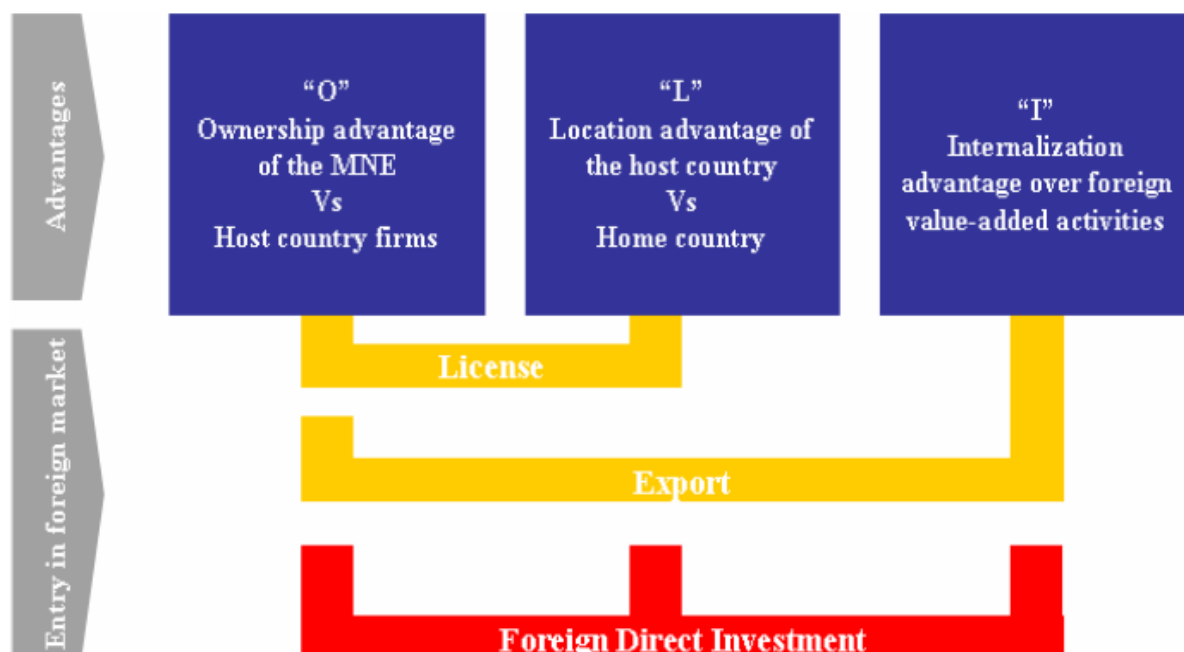 Advantages
“O”
Ownership advantage
of the MNE
Vs
Host country firms
“L”
Location advantage of
the host country
Vs
Home country
“I”
Internalization
advantage over foreign
value-added activities
Entry in foreign market
License
Export
Foreign Direct Investment